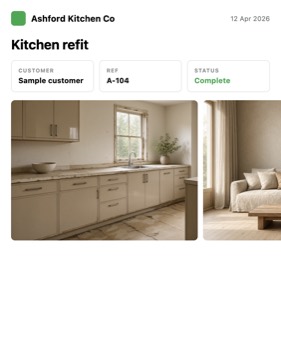 Ashford Kitchen Co
12 Apr 2026
Kitchen refit
CUSTOMER
Sample customer
REF
A-104
STATUS
Complete